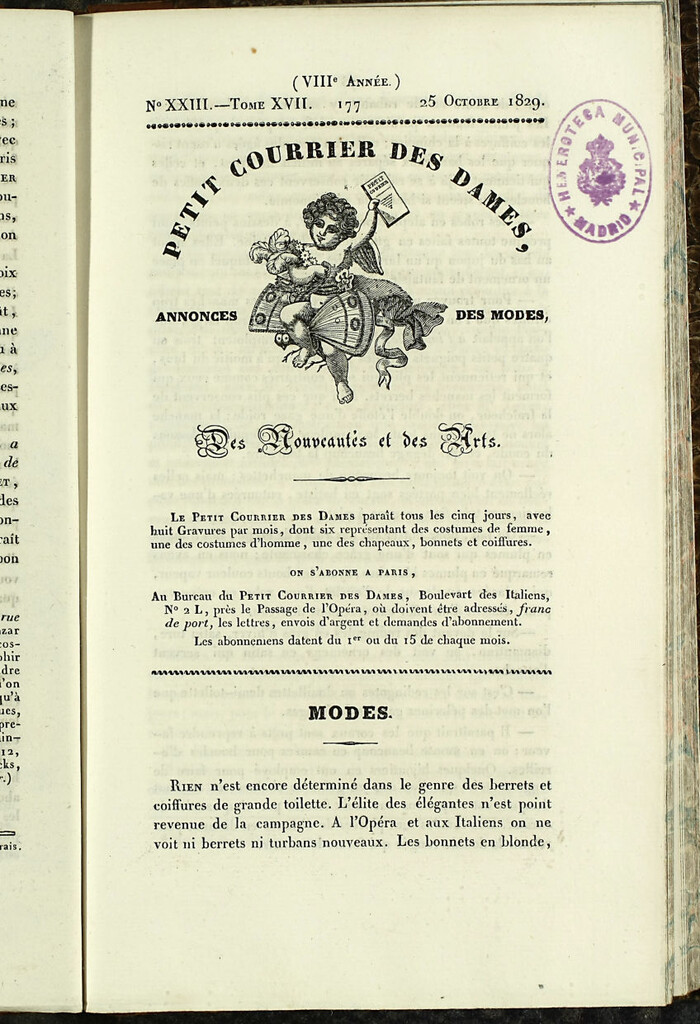 (VIIIe Année.)
No XXIII.—Tome XVII. 177 25 Octobre 1829.
PETIT COURRIER DES DAMES,
PETIT COURRIER
ANNONCES DES MODES,
Des Nouveautés et des Arts.
Le Petit Courrier des Dames paraît tous les cinq jours, avec
huit Gravures par mois, dont six représentant des costumes de femme,
une des costumes d'homme, une des chapeaux, bonnets et coiffures.
ON S'ABONNE A PARIS,
Au Bureau du Petit Courrier des Dames, Boulevart des Italiens,
No 2 L, près le Passage de l'Opéra, où doivent être adressés, franc
de port, les lettres, envois d'argent et demandes d'abonnement.
Les abonnemens datent du 1er ou du 15 de chaque mois.
MODES.
Rien n'est encore déterminé dans le genre des berrets et
coiffures de grande toilette. L'élite des élégantes n'est point
revenue de la campagne. A l'Opéra et aux Italiens on ne
voit ni berrets ni turbans nouveaux. Les bonnets en blonde,
HEMEROTECA MUNICIPAL
MADRID